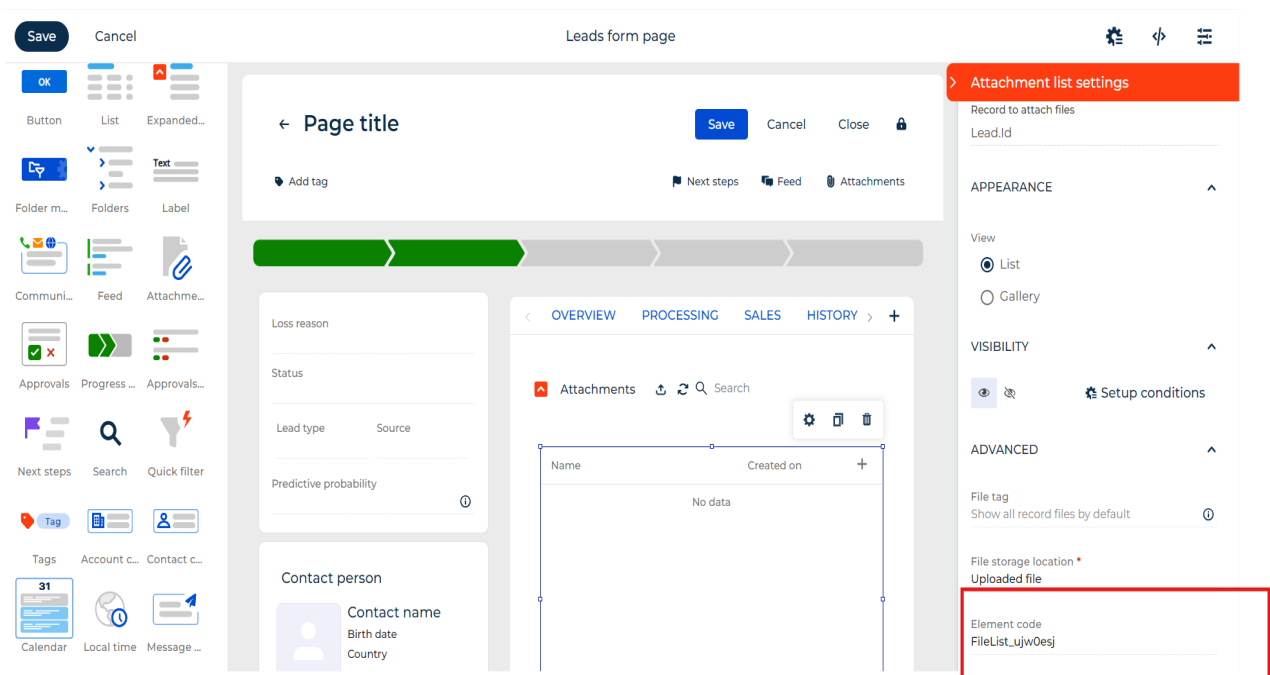 Save
Cancel
Leads form page
OK
Button
List
Expanded...
Text
Folder m...
Folders
Label
Communi...
Feed
Attachme...
Approvals
Progress ...
Approvals...
Next steps
Search
Quick filter
Tag
Tags
Account c...
Contact c...
31
Calendar
Local time
Message ...
Page title
Save
Cancel
Close
Add tag
Next steps
Feed
Attachments
Loss reason
Status
Lead type
Source
Predictive probability
Contact person
Contact name
Birth date
Country
OVERVIEW
PROCESSING
SALES
HISTORY
Attachments
Search
Name
Created on
No data
Attachment list settings
Record to attach files
Lead.Id
APPEARANCE
View
List
Gallery
VISIBILITY
Setup conditions
ADVANCED
File tag
Show all record files by default
File storage location *
Uploaded file
Element code
FileList_ujw0esj